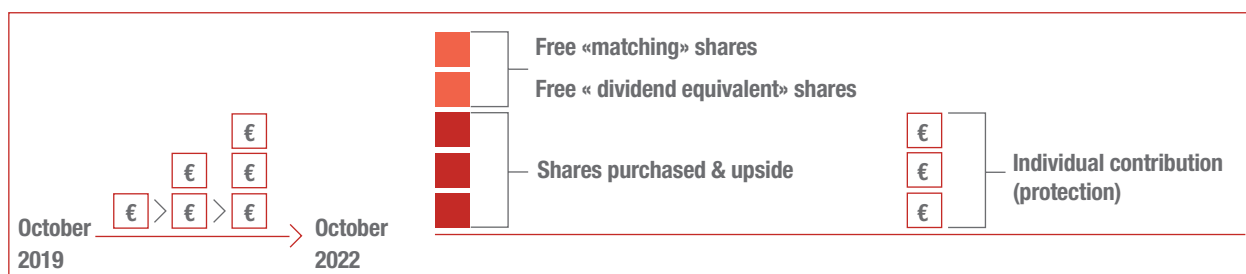 Free «matching» shares
Free « dividend equivalent» shares
€
€
€ €
€
Shares purchased & upside
€
Individual contribution
(protection)
€ > € > €
€
October
2019
October
2022